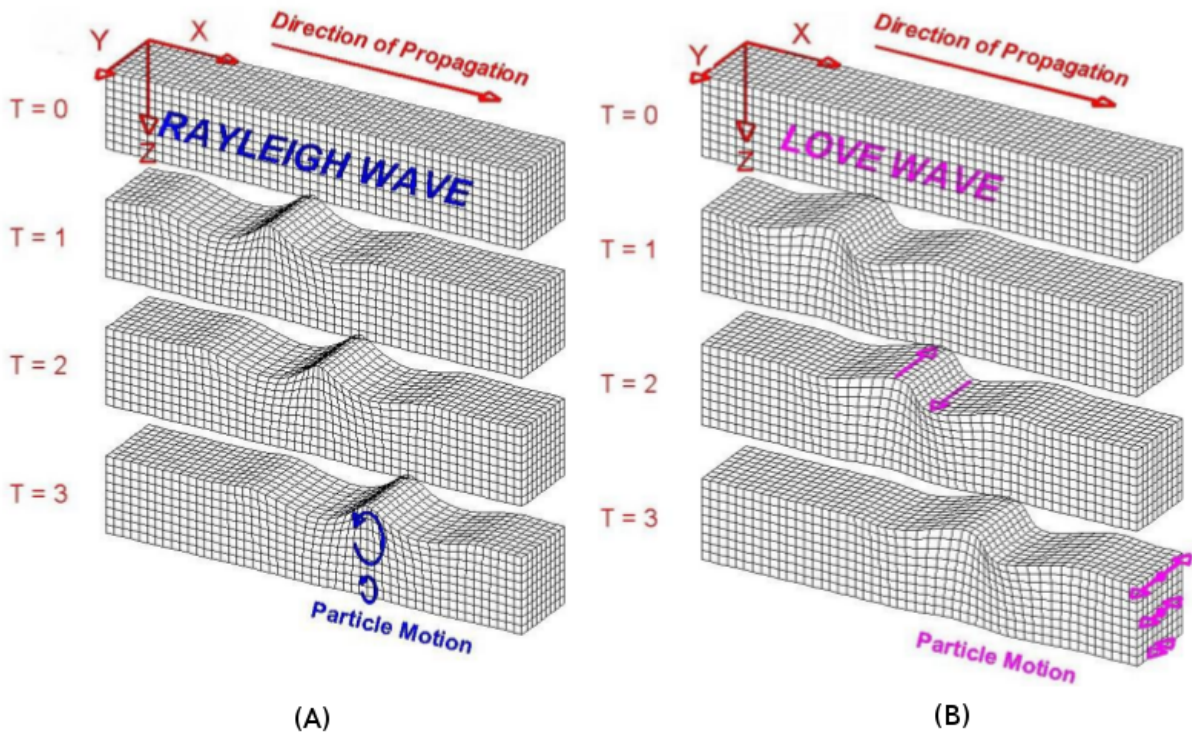 Y
X
Direction of Propagation
T = 0
Z
RAYLEIGH WAVE
T = 1
T = 2
T = 3
Particle Motion
(A)
Y
X
Direction of Propagation
T = 0
Z
LOVE WAVE
T = 1
T = 2
T = 3
Particle Motion
(B)